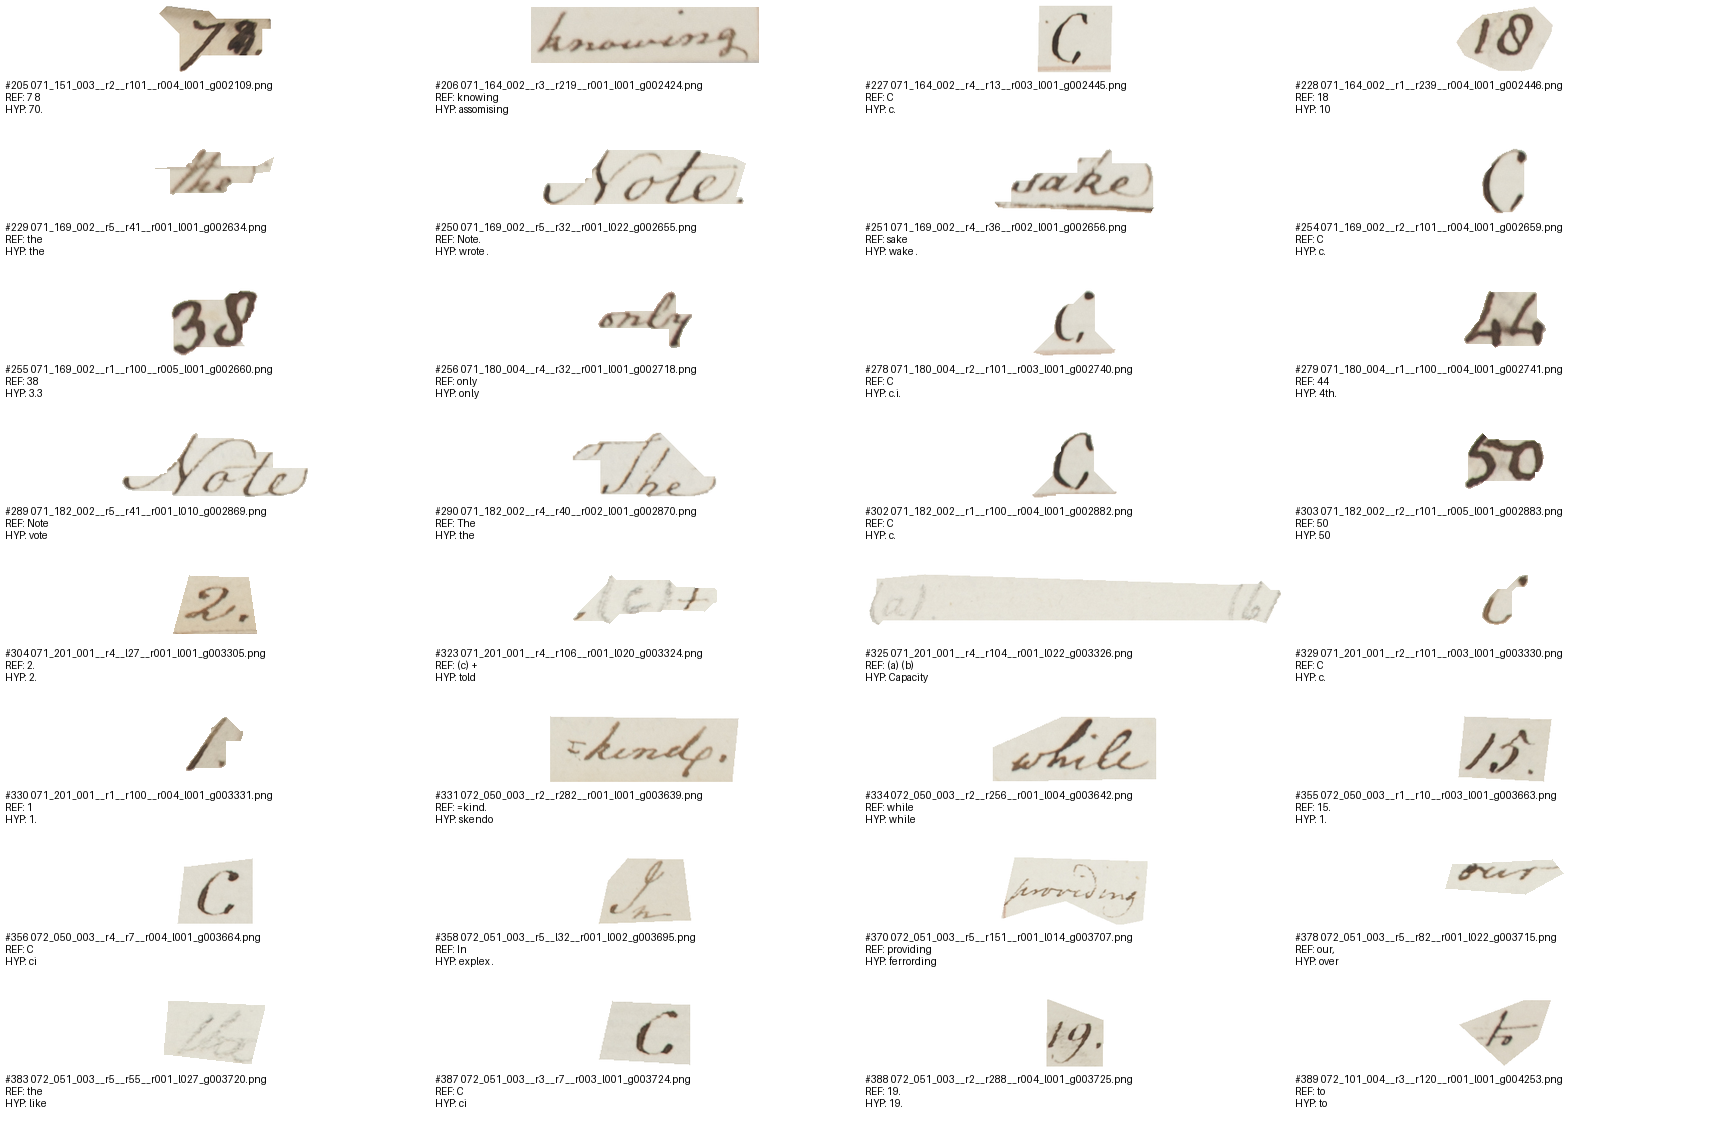 78. knowing C 18
#205 071_151_003__r2__r101__r004_l001_g002109.png #206 071_164_002__r3__r219__r001_l001_g002424.png #227 071_164_002__r4__r13__r003_l001_g002445.png #228 071_164_002__r1__r239__r004_l001_g002446.png
REF: 7 8 REF: knowing REF: C REF: 18
HYP: 70. HYP: assomising HYP: c. HYP: 10
the Note. sake C
#229 071_169_002__r5__r41__r001_l001_g002634.png #250 071_169_002__r5__r32__r001_l022_g002655.png #251 071_169_002__r4__r36__r002_l001_g002656.png #254 071_169_002__r2__r101__r004_l001_g002659.png
REF: the REF: Note. REF: sake REF: C
HYP: the HYP: wrote . HYP: wake . HYP: c.
38 only C 44
#255 071_169_002__r1__r100__r005_l001_g002660.png #256 071_180_004__r4__r32__r001_l001_g002718.png #278 071_180_004__r2__r101__r003_l001_g002740.png #279 071_180_004__r1__r100__r004_l001_g002741.png
REF: 38 REF: only REF: C REF: 44
HYP: 3.3 HYP: only HYP: c.i. HYP: 4th.
Note The C 50
#289 071_182_002__r5__r41__r001_l010_g002869.png #290 071_182_002__r4__r40__r002_l001_g002870.png #302 071_182_002__r1__r100__r004_l001_g002882.png #303 071_182_002__r2__r101__r005_l001_g002883.png
REF: Note REF: The REF: C REF: 50
HYP: vote HYP: the HYP: c. HYP: 50
2. (c) + (a) (b) C
#304 071_201_001__r4__l27__r001_l001_g003305.png #323 071_201_001__r4__r106__r001_l020_g003324.png #325 071_201_001__r4__r104__r001_l022_g003326.png #329 071_201_001__r2__r101__r003_l001_g003330.png
REF: 2. REF: (c) + REF: (a) (b) REF: C
HYP: 2. HYP: told HYP: Capacity HYP: c.
1. =kind. while 15.
#330 071_201_001__r1__r100__r004_l001_g003331.png #331 072_050_003__r2__r282__r001_l001_g003639.png #334 072_050_003__r2__r256__r001_l004_g003642.png #355 072_050_003__r1__r10__r003_l001_g003663.png
REF: 1 REF: =kind. REF: while REF: 15.
HYP: 1. HYP: skendo HYP: while HYP: 1.
C In providing our
#356 072_050_003__r4__r7__r004_l001_g003664.png #358 072_051_003__r5__l32__r001_l002_g003695.png #370 072_051_003__r5__r151__r001_l014_g003707.png #378 072_051_003__r5__r82__r001_l022_g003715.png
REF: C REF: In REF: providing REF: our,
HYP: ci HYP: explex . HYP: ferrording HYP: over
the C 19. to
#383 072_051_003__r5__r55__r001_l027_g003720.png #387 072_051_003__r3__r7__r003_l001_g003724.png #388 072_051_003__r2__r288__r004_l001_g003725.png #389 072_101_004__r3__r120__r001_l001_g004253.png
REF: the REF: C REF: 19. REF: to
HYP: like HYP: ci HYP: 19. HYP: to